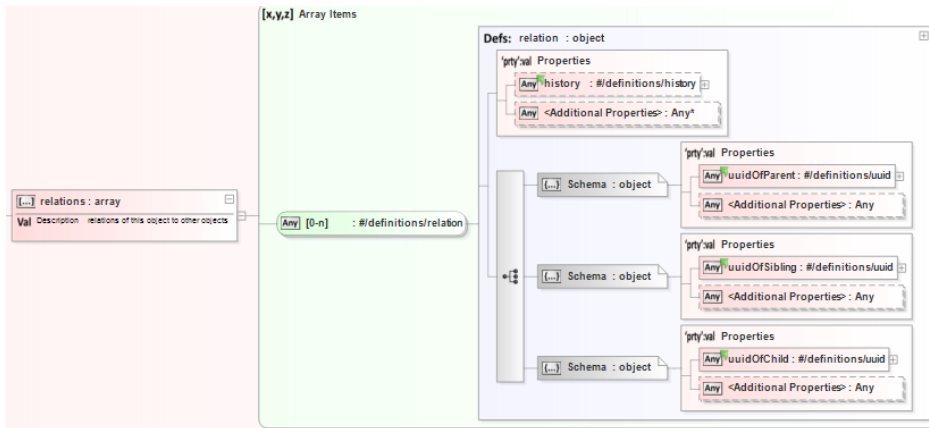 [x,y,z] Array Items
Defs: relation : object
'prty':val Properties
Any history : #/definitions/history
Any <Additional Properties> : Any*
'prty':val Properties
{...} Schema : object
Any uuidOfParent : #/definitions/uuid
Any <Additional Properties> : Any
[...] relations : array
Val Description relations of this object to other objects
Any [0-n] : #/definitions/relation
'prty':val Properties
{...} Schema : object
Any uuidOfSibling : #/definitions/uuid
Any <Additional Properties> : Any
'prty':val Properties
{...} Schema : object
Any uuidOfChild : #/definitions/uuid
Any <Additional Properties> : Any